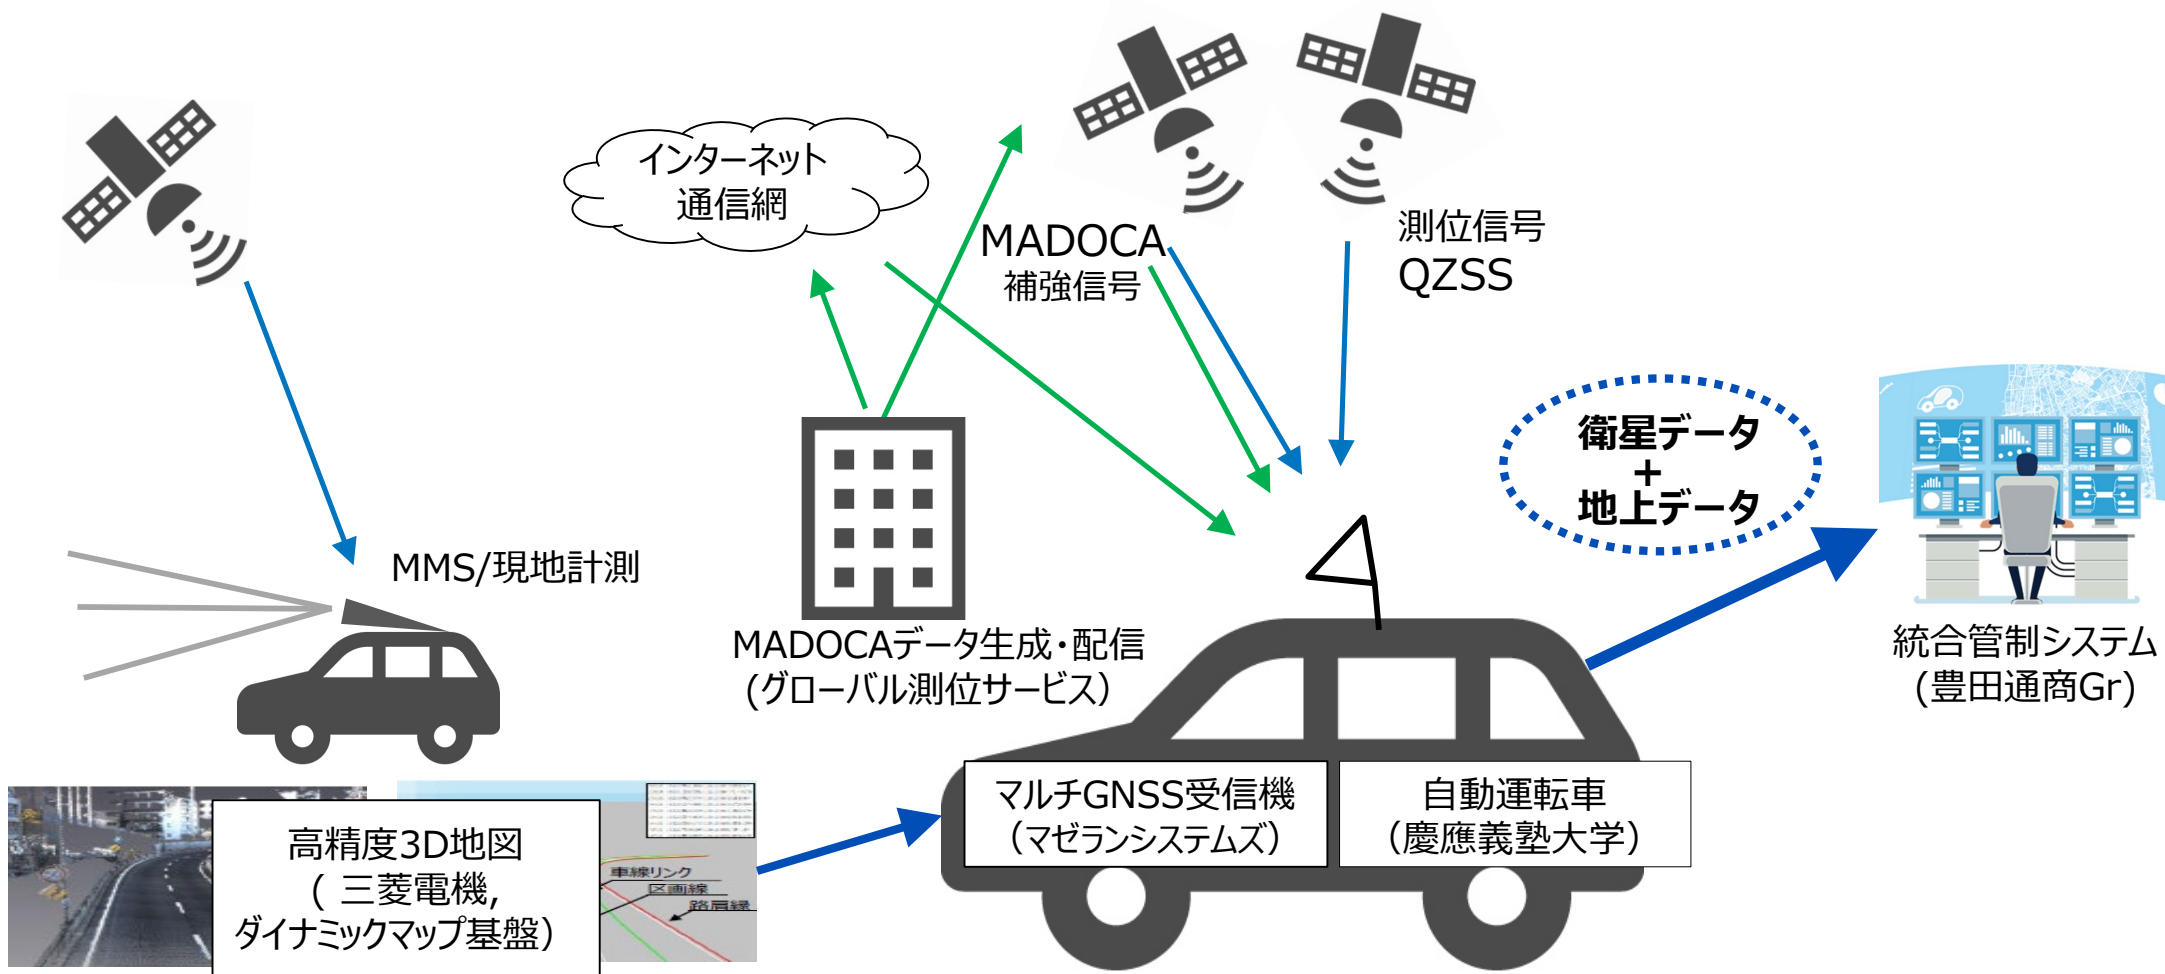 インターネット
通信網
MADOCA
補強信号
測位信号
QZSS
MMS/現地計測
MADOCAデータ生成・配信
(グローバル測位サービス)
衛星データ
+
地上データ
統合管制システム
(豊田通商Gr)
マルチGNSS受信機
(マゼランシステムズ)
自動運転車
(慶應義塾大学)
高精度3D地図
( 三菱電機,
ダイナミックマップ基盤)
車線リンク
区画線
路肩縁